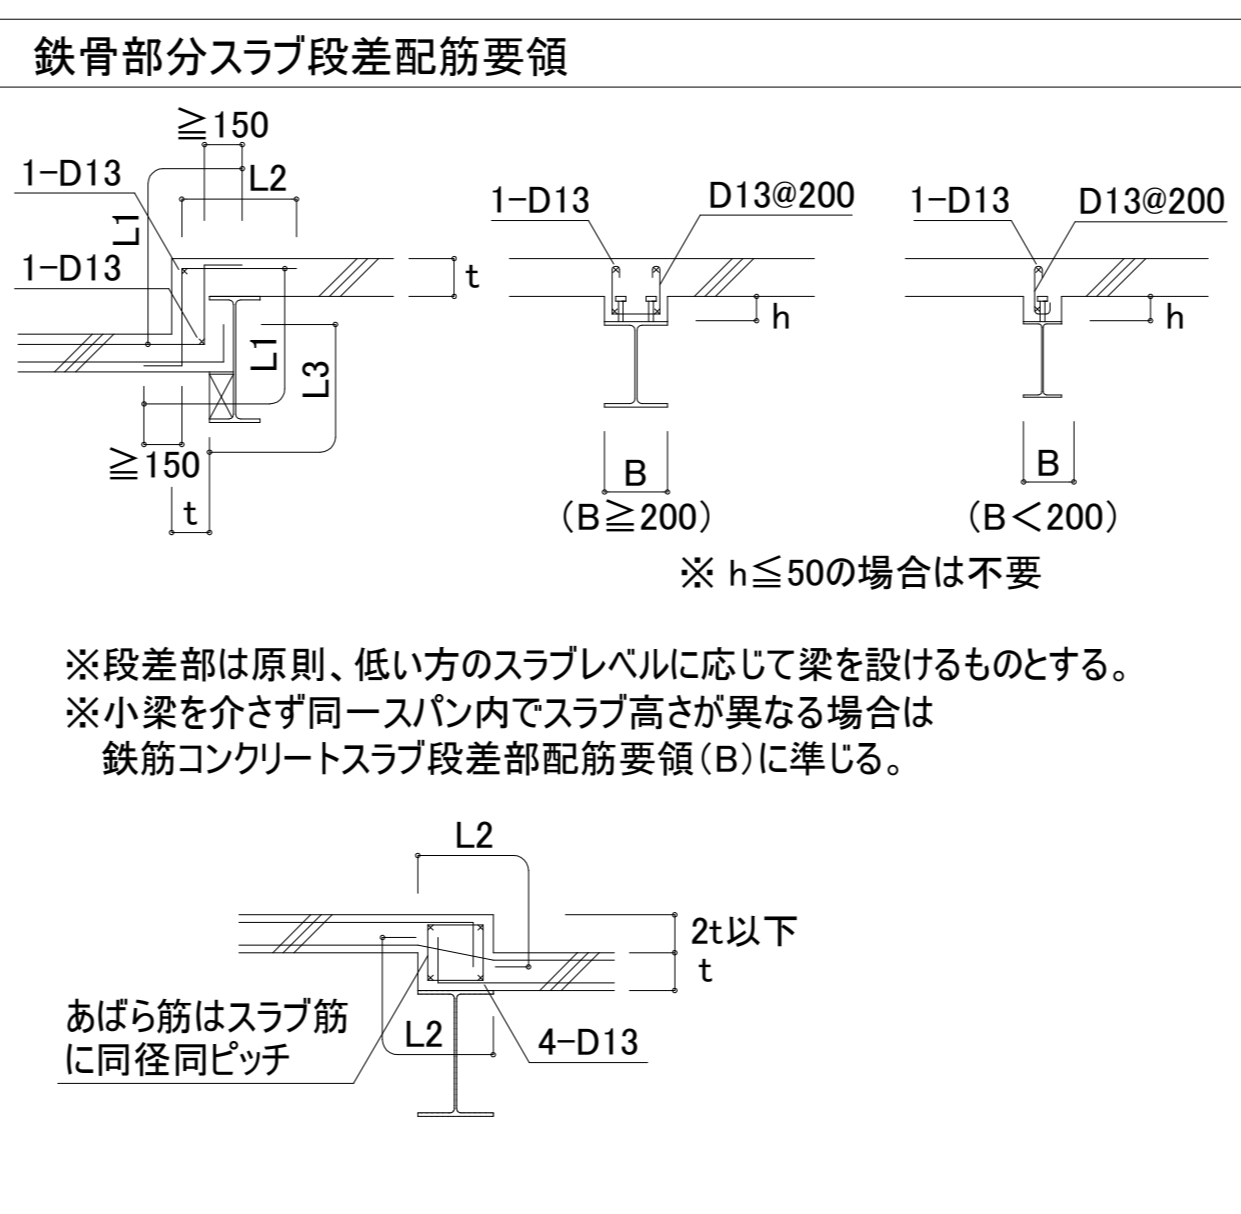 鉄骨部分スラブ段差配筋要領
≧150
1-D13
L2
L1
1-D13
t
L1
L3
≧150
t
1-D13
D13@200
h
B
(B≧200)
1-D13
D13@200
h
B
(B＜200)
※ h≦50の場合は不要
※段差部は原則、低い方のスラブレベルに応じて梁を設けるものとする。
※小梁を介さず同一スパン内でスラブ高さが異なる場合は
鉄筋コンクリートスラブ段差部配筋要領(B)に準じる。
L2
2t以下
t
あばら筋はスラブ筋
に同径同ピッチ
L2
4-D13